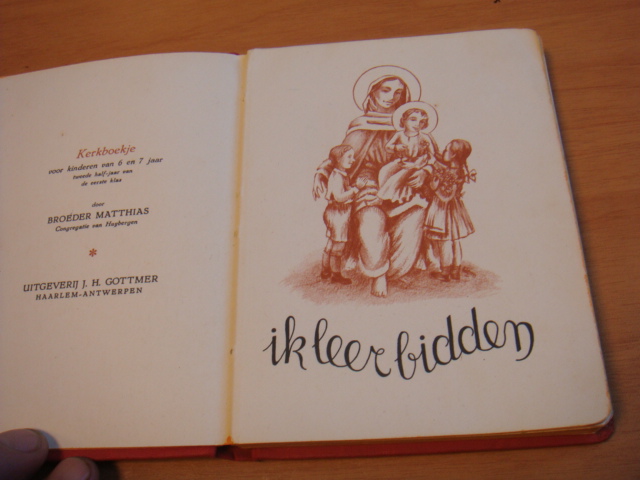 Kerkboekje
voor kinderen van 6 en 7 jaar
tweede half-jaar van
de eerste klas
door
BROEDER MATTHIAS
Congregatie van Huybergen
*
UITGEVERIJ J. H. GOTTMER
HAARLEM-ANTWERPEN
ik leer bidden